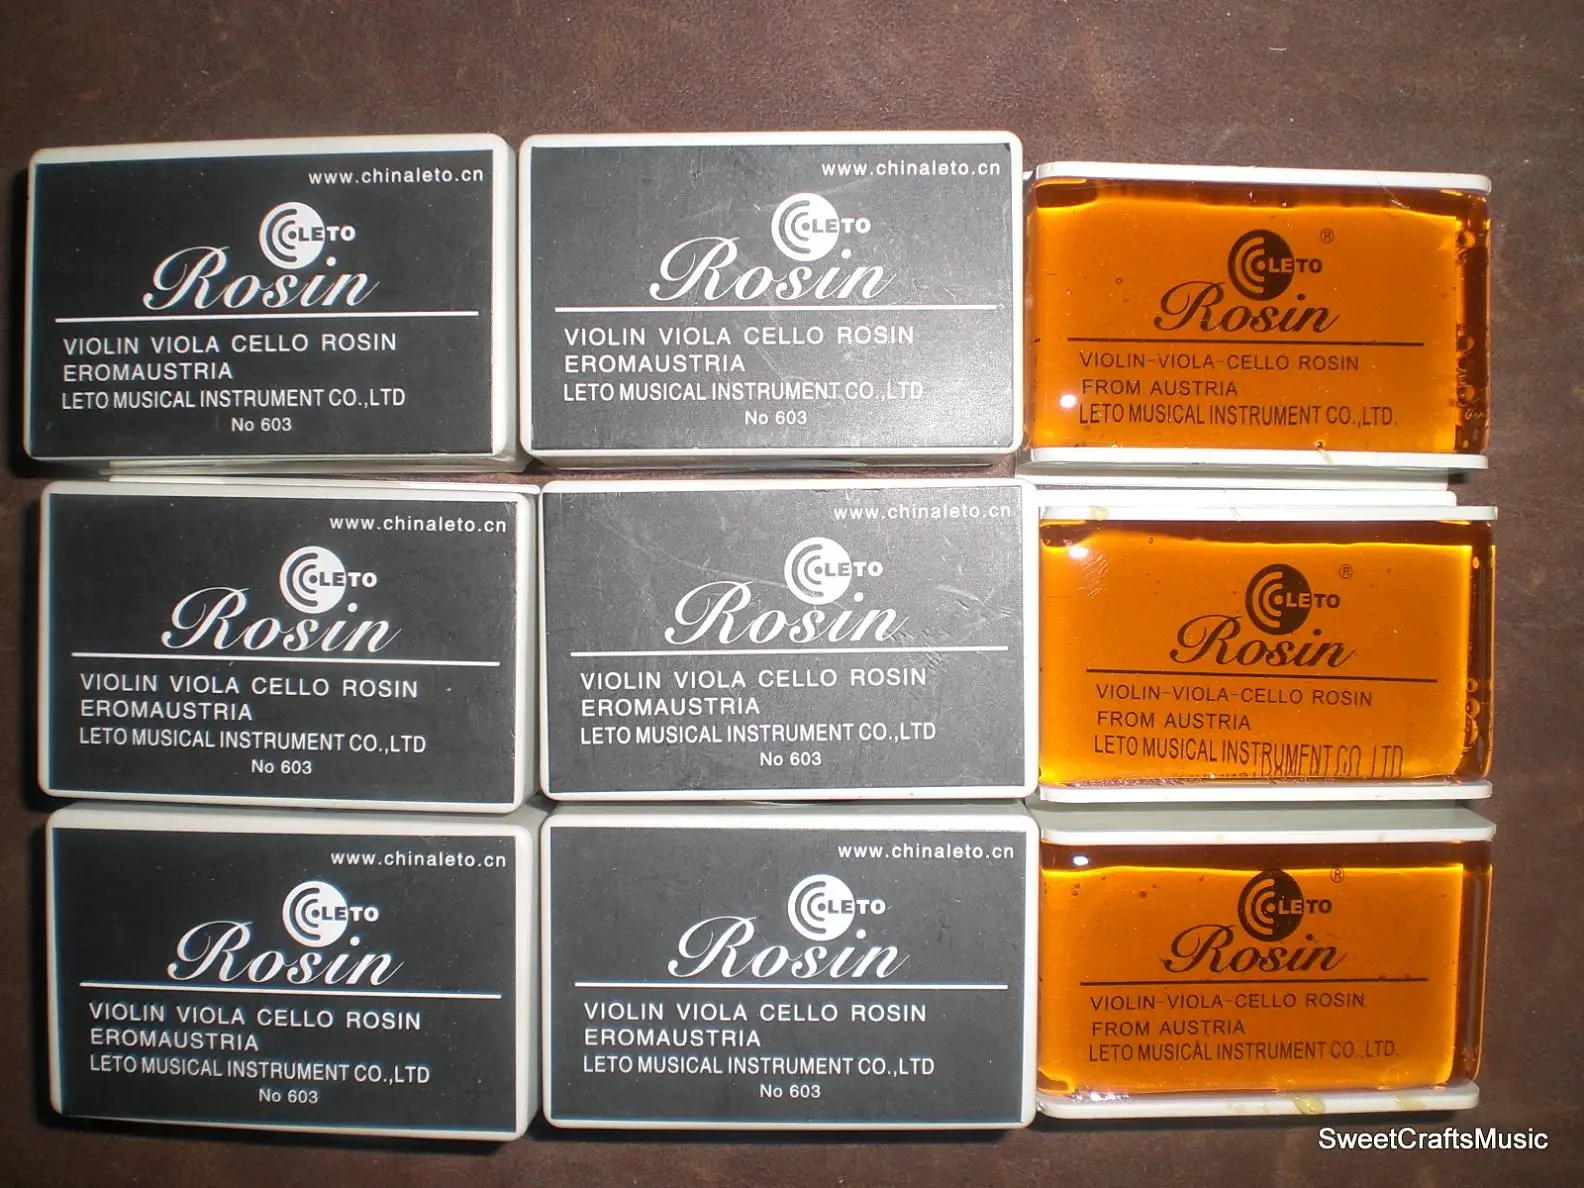 www.chinaleto.cn
LETO
Rosin
VIOLIN VIOLA CELLO ROSIN
EROMAUSTRIA
LETO MUSICAL INSTRUMENT CO.,LTD
No 603
www.chinaleto.cn
LETO
Rosin
VIOLIN VIOLA CELLO ROSIN
EROMAUSTRIA
LETO MUSICAL INSTRUMENT CO.,LTD
No 603
LETO ®
Rosin
VIOLIN-VIOLA-CELLO ROSIN
FROM AUSTRIA
LETO MUSICAL INSTRUMENT CO.,LTD.
www.chinaleto.cn
LETO
Rosin
VIOLIN VIOLA CELLO ROSIN
EROMAUSTRIA
LETO MUSICAL INSTRUMENT CO.,LTD
No 603
www.chinaleto.cn
LETO
Rosin
VIOLIN VIOLA CELLO ROSIN
EROMAUSTRIA
LETO MUSICAL INSTRUMENT CO.,LTD
No 603
LETO ®
Rosin
VIOLIN-VIOLA-CELLO ROSIN
FROM AUSTRIA
LETO MUSICAL INSTRUMENT CO.,LTD
www.chinaleto.cn
LETO
Rosin
VIOLIN VIOLA CELLO ROSIN
EROMAUSTRIA
LETO MUSICAL INSTRUMENT CO.,LTD
No 603
www.chinaleto.cn
LETO
Rosin
VIOLIN VIOLA CELLO ROSIN
EROMAUSTRIA
LETO MUSICAL INSTRUMENT CO.,LTD
No 603
LETO ®
Rosin
VIOLIN-VIOLA-CELLO ROSIN
FROM AUSTRIA
LETO MUSICAL INSTRUMENT CO.,LTD.
SweetCraftsMusic